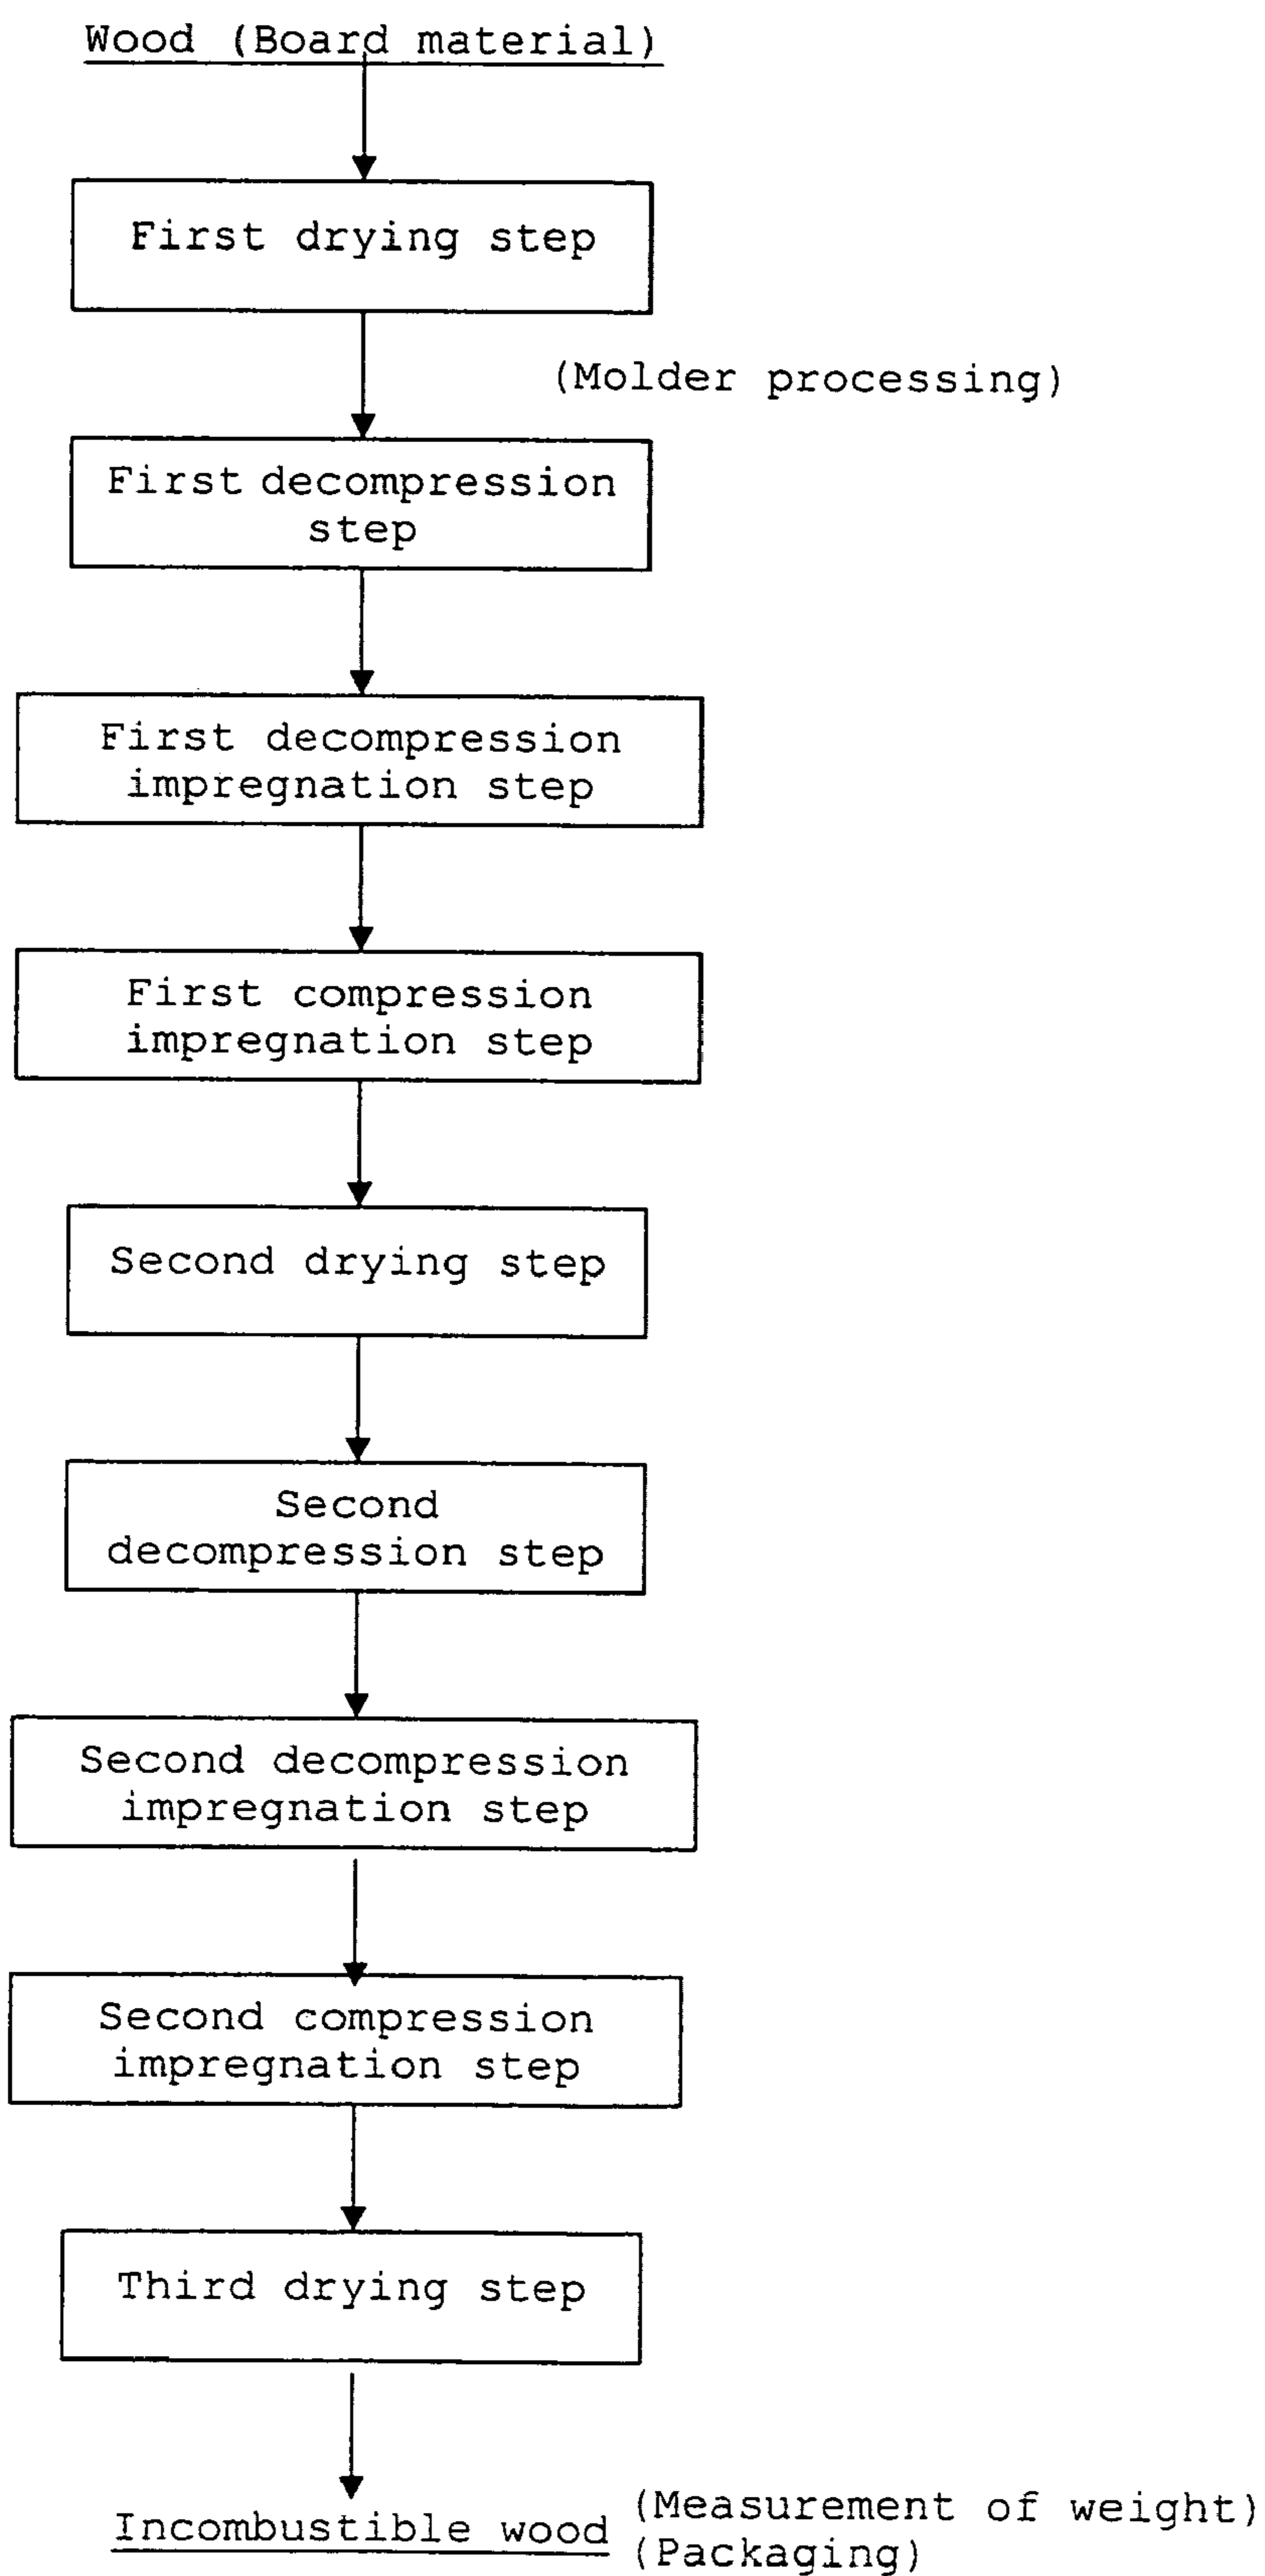 Wood (Board material)
First drying step
(Molder processing)
First decompression
step
First decompression
impregnation step
First compression
impregnation step
Second drying step
Second
decompression step
Second decompression
impregnation step
Second compression
impregnation step
Third drying step
Incombustible wood
(Measurement of weight)
(Packaging)